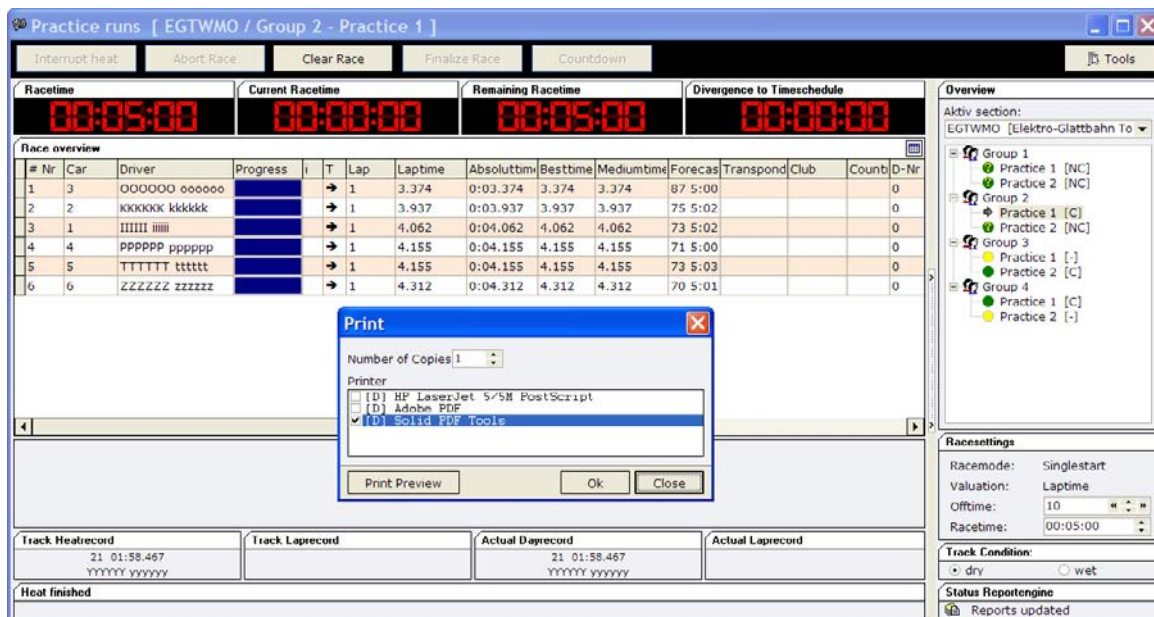 Practice runs [ EGTWMO / Group 2 - Practice 1 ]
Interrupt heat Abort Race Clear Race Finalize Race Countdown Tools
Racetime Current Racetime Remaining Racetime Divergence to Timeschedule
00:05:00 00:00:00 00:05:00 00:00:00
Race overview
# Nr Car Driver Progress T Lap Laptime Absoluttim Besttime Mediumtime Forecas Transpond Club Counti D-Nr
1 3 OOOOOO oooooo 1 3.374 0:03.374 3.374 3.374 87 5:00 0
2 2 KKKKKK kkkkkk 1 3.937 0:03.937 3.937 3.937 75 5:02 0
3 1 IIIIII iiiiii 1 4.062 0:04.062 4.062 4.062 73 5:02 0
4 4 PPPPPP pppppp 1 4.155 0:04.155 4.155 4.155 71 5:00 0
5 5 TTTTTT tttttt 1 4.155 0:04.155 4.155 4.155 73 5:03 0
6 6 ZZZZZZ zzzzzz 1 4.312 0:04.312 4.312 4.312 70 5:01 0
Print
Number of Copies 1
Printer
[D] HP LaserJet 5/5M PostScript
[D] Adobe PDF
[D] Solid PDF Tools
Print Preview Ok Close
Track Heatrecord Track Laprecord Actual Dayrecord Actual Laprecord
21 01:58.467 21 01:58.467
YYYYYY yyyyyy YYYYYY yyyyyy
Heat finished
Overview
Aktiv section:
EGTWMO [Elektro-Glattbahn To
Group 1
Practice 1 [NC]
Practice 2 [NC]
Group 2
Practice 1 [C]
Practice 2 [NC]
Group 3
Practice 1 [-]
Practice 2 [C]
Group 4
Practice 1 [C]
Practice 2 [-]
Racesettings
Racemode: Singlestart
Valuation: Laptime
Offtime: 10
Racetime: 00:05:00
Track Condition:
dry wet
Status Reportengine
Reports updated